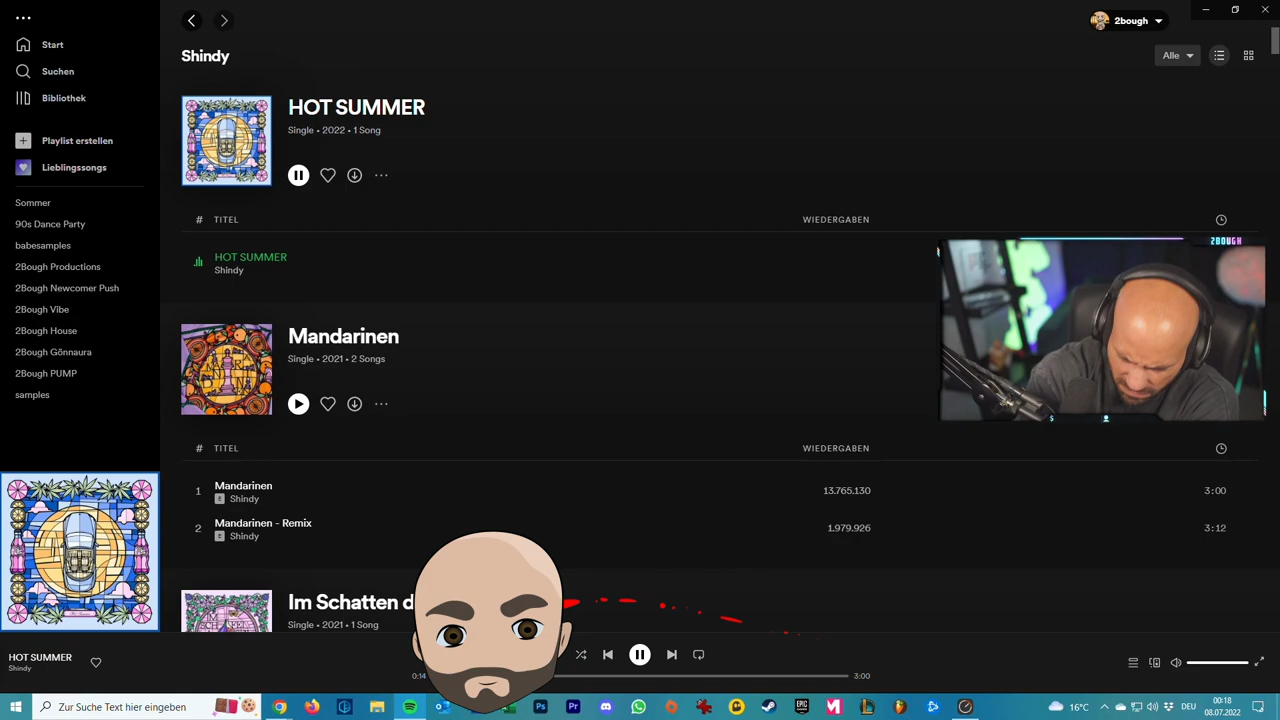 Start
Suchen
Bibliothek
Playlist erstellen
Lieblingssongs
Sommer
90s Dance Party
babesamples
2Bough Productions
2Bough Newcomer Push
2Bough Vibe
2Bough House
2Bough Gönnaura
2Bough PUMP
samples
2bough
Shindy
Alle
HOT SUMMER
Single • 2022 • 1 Song
# TITEL WIEDERGABEN
HOT SUMMER
Shindy
2BOUGH
Mandarinen
Single • 2021 • 2 Songs
# TITEL WIEDERGABEN
1 Mandarinen 13.765.130 3:00
E Shindy
2 Mandarinen - Remix 1.979.926 3:12
E Shindy
Im Schatten d
Single • 2021 • 1 Song
HOT SUMMER
Shindy
0:14 3:00
Zur Suche Text hier eingeben
16°C
DEU
00:18
08.07.2022